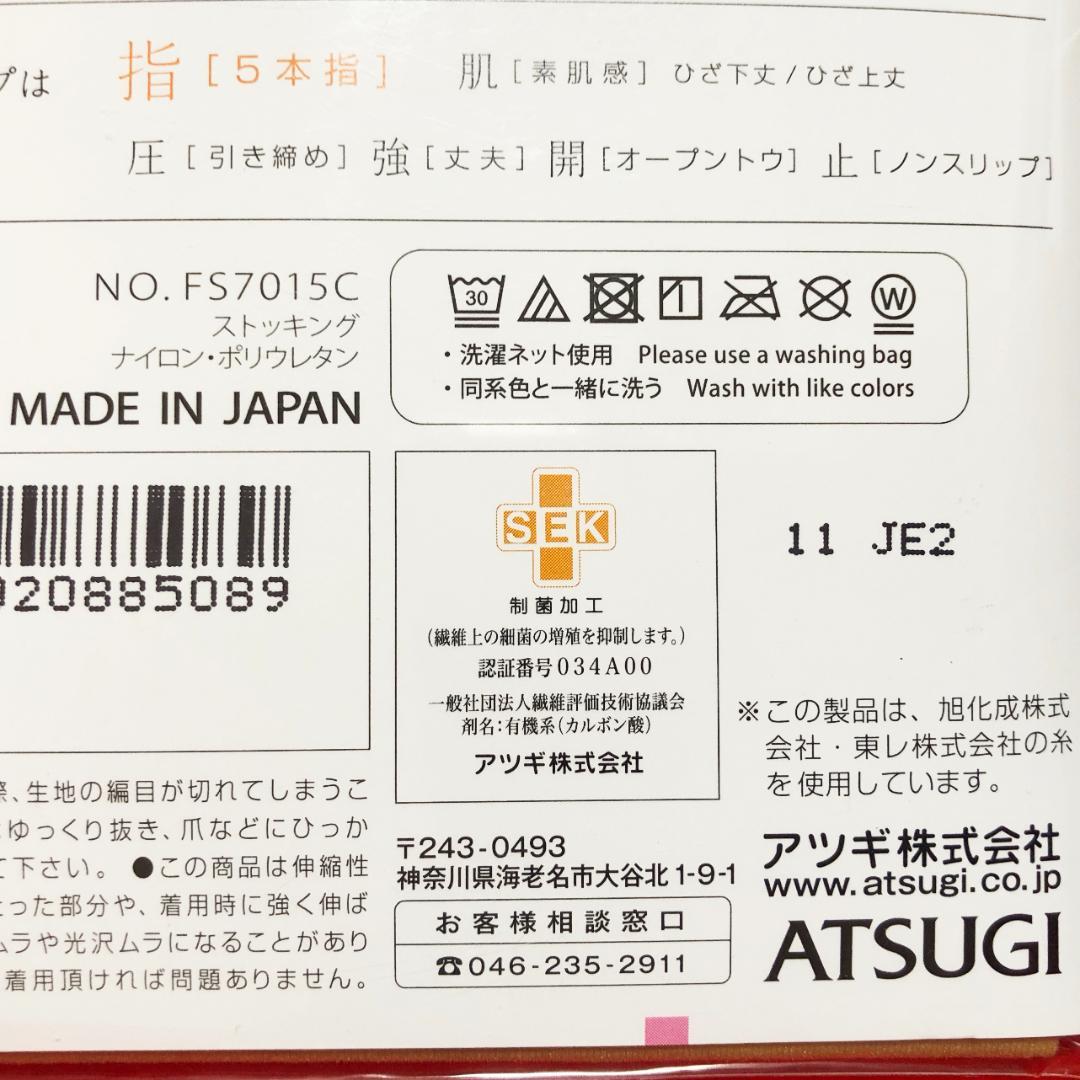 プは 指 [5本指] 肌 [素肌感] ひざ下丈/ひざ上丈
圧 [引き締め] 強 [丈夫] 開 [オープントウ] 止 [ノンスリップ]
NO. FS7015C
ストッキング
ナイロン・ポリウレタン
MADE IN JAPAN
30 W
・洗濯ネット使用 Please use a washing bag
・同系色と一緒に洗う Wash with like colors
920885089
SEK
制菌加工
(繊維上の細菌の増殖を抑制します。)
認証番号034A00
一般社団法人繊維評価技術協議会
剤名:有機系(カルボン酸)
アツギ株式会社
11 JE2
※この製品は、旭化成株式
会社・東レ株式会社の糸
を使用しています。
際、生地の編目が切れてしまうこ
ゆっくり抜き、爪などにひっか
て下さい。 ●この商品は伸縮性
とった部分や、着用時に強く伸ば
ムラや光沢ムラになることがあり
着用頂ければ問題ありません。
〒243-0493
神奈川県海老名市大谷北1-9-1
お客様相談窓口
☎046-235-2911
アツギ株式会社
www.atsugi.co.jp
ATSUGI